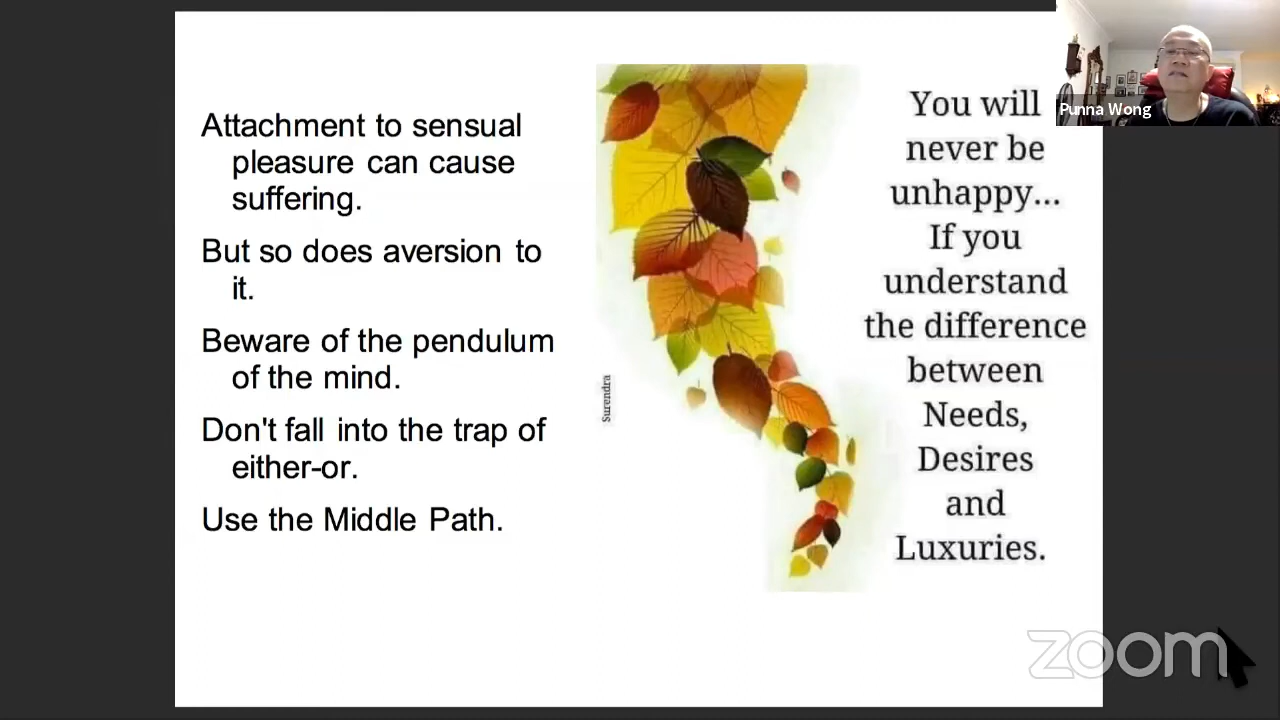 Attachment to sensual
pleasure can cause
suffering.
But so does aversion to
it.
Beware of the pendulum
of the mind.
Don't fall into the trap of
either-or.
Use the Middle Path.
Surendra
You will
never be
unhappy...
If you
understand
the difference
between
Needs,
Desires
and
Luxuries.
Punna Wong
zoom